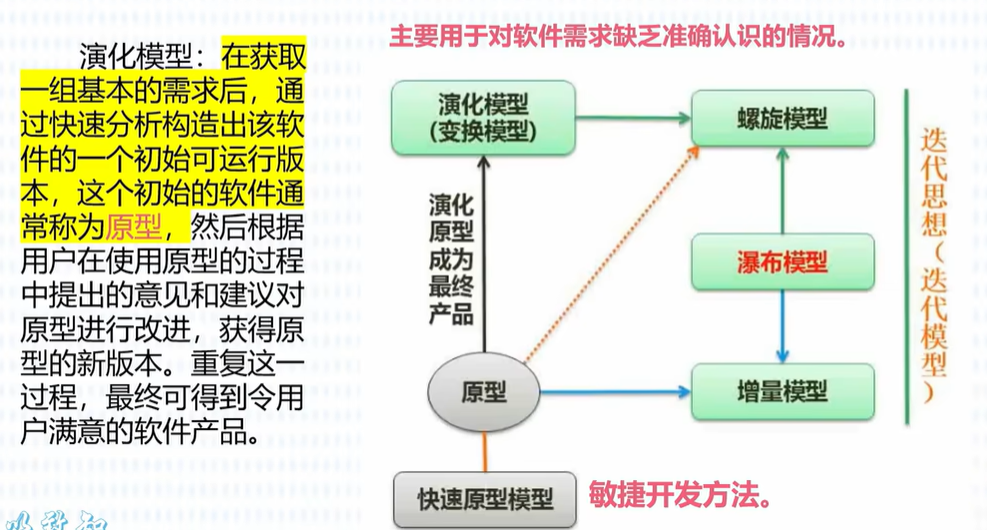 主要用于对软件需求缺乏准确认识的情况。
演化模型：在获取
一组基本的需求后，通
过快速分析构造出该软
件的一个初始可运行版
本，这个初始的软件通
常称为原型，然后根据
用户在使用原型的过程
中提出的意见和建议对
原型进行改进，获得原
型的新版本。重复这一
过程，最终可得到令用
户满意的软件产品。
演化模型
(变换模型)
螺旋模型
演化
原型
成为
最终
产品
瀑布模型
原型
增量模型
快速原型模型
敏捷开发方法。
迭代思想（迭代模型）